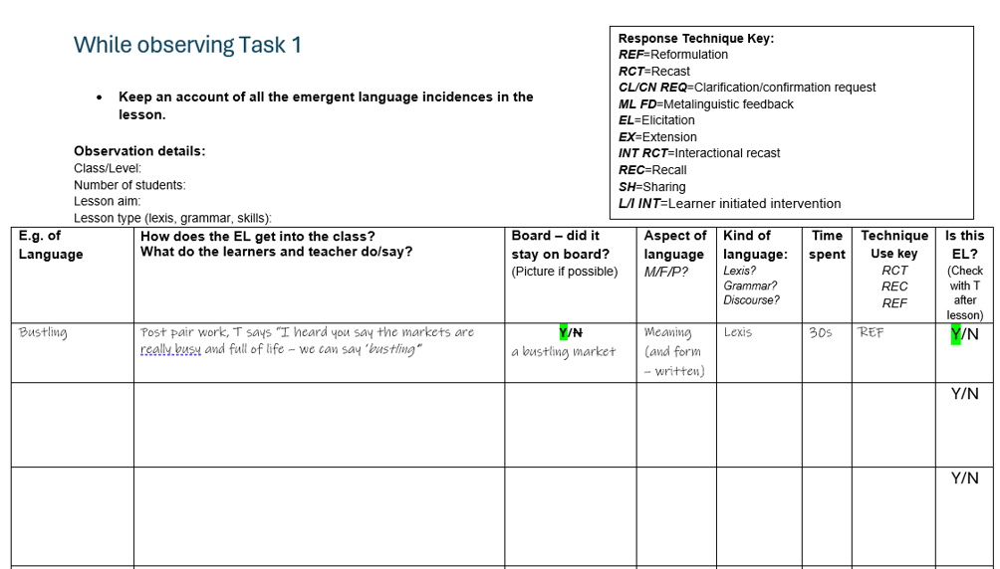 While observing Task 1
• Keep an account of all the emergent language incidences in the
lesson.
Observation details:
Class/Level:
Number of students:
Lesson aim:
Lesson type (lexis, grammar, skills):
Response Technique Key:
REF=Reformulation
RCT=Recast
CL/CN REQ=Clarification/confirmation request
ML FD=Metalinguistic feedback
EL=Elicitation
EX=Extension
INT RCT=Interactional recast
REC=Recall
SH=Sharing
L/I INT=Learner initiated intervention
E.g. of
Language
How does the EL get into the class?
What do the learners and teacher do/say?
Board – did it
stay on board?
(Picture if possible)
Aspect of
language
M/F/P?
Kind of
language:
Lexis?
Grammar?
Discourse?
Time
spent
Technique
Use key
RCT
REC
REF
Is this
EL?
(Check
with T
after
lesson)
Bustling
Post pair work, T says "I heard you say the markets are
really busy and full of life – we can say 'bustling'"
Y/N
a bustling market
Meaning
(and form
– written)
Lexis
30s
REF
Y/N
Y/N
Y/N